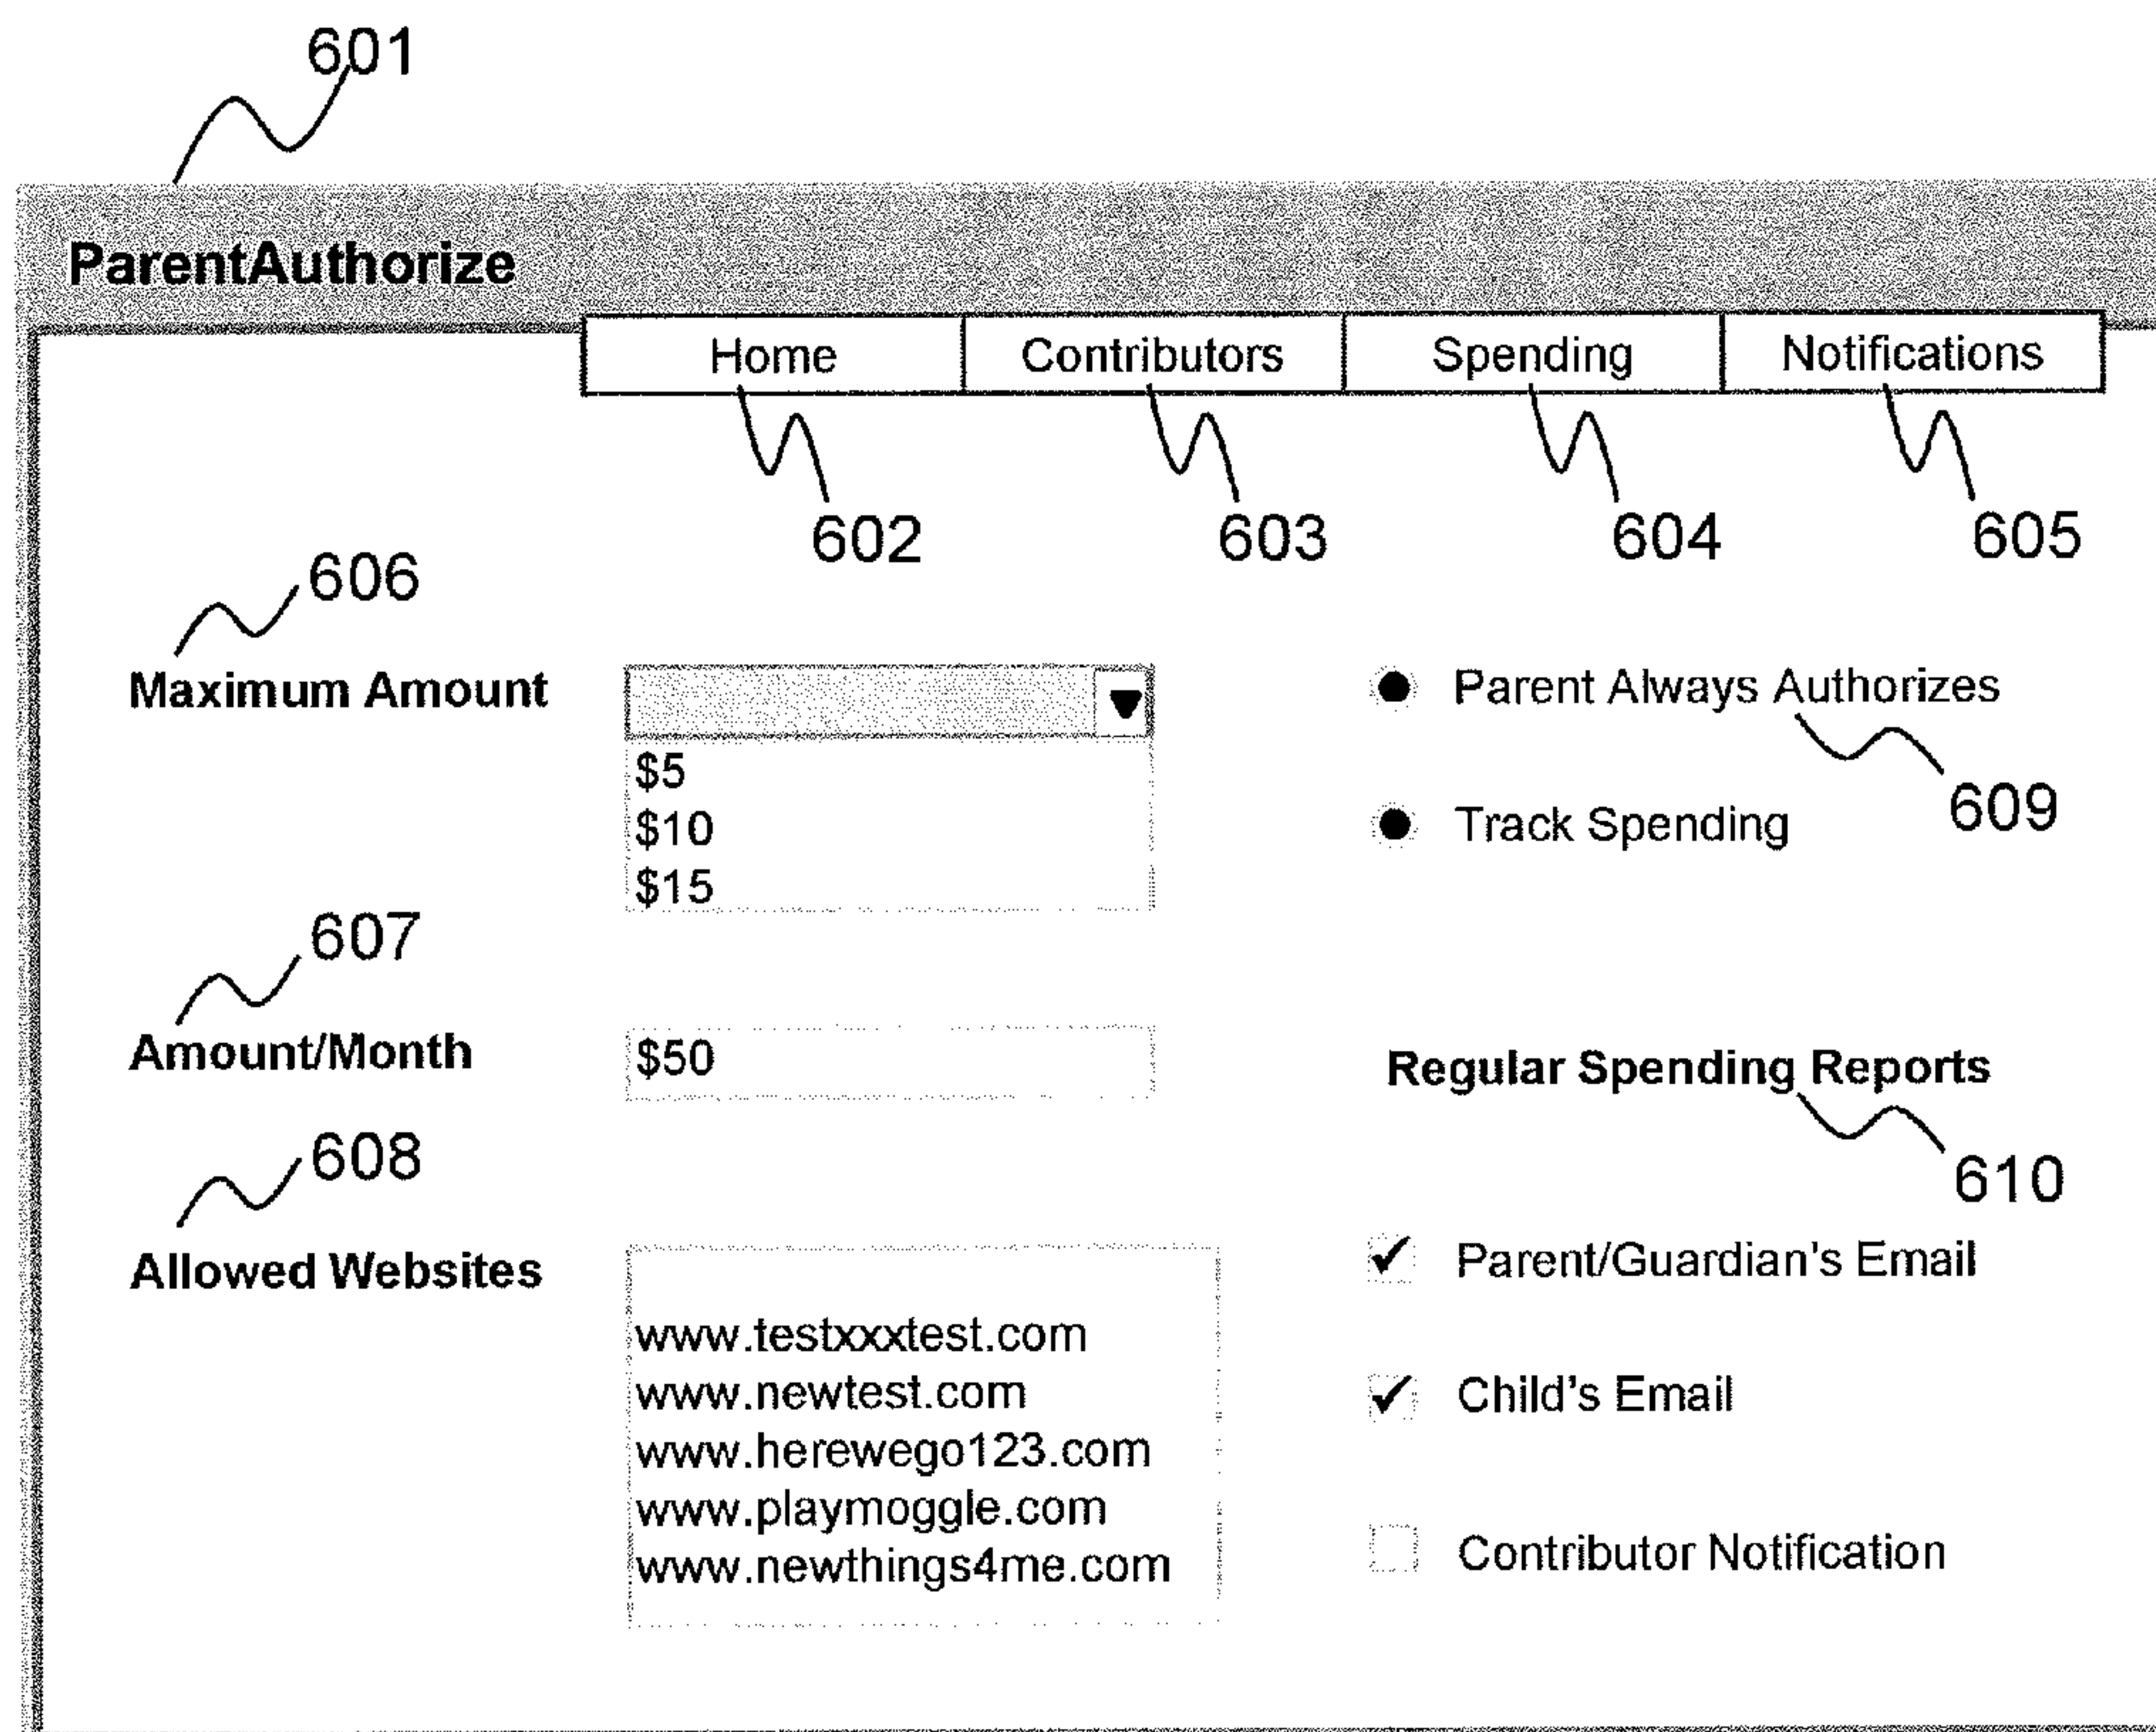 601
ParentAuthorize
Home Contributors Spending Notifications
602 603 604 605
606
Maximum Amount
$5
$10
$15
Parent Always Authorizes
609
Track Spending
607
Amount/Month
$50
Regular Spending Reports
610
608
Allowed Websites
www.testxxxtest.com
www.newtest.com
www.herewego123.com
www.playmoggle.com
www.newthings4me.com
Parent/Guardian's Email
Child's Email
Contributor Notification